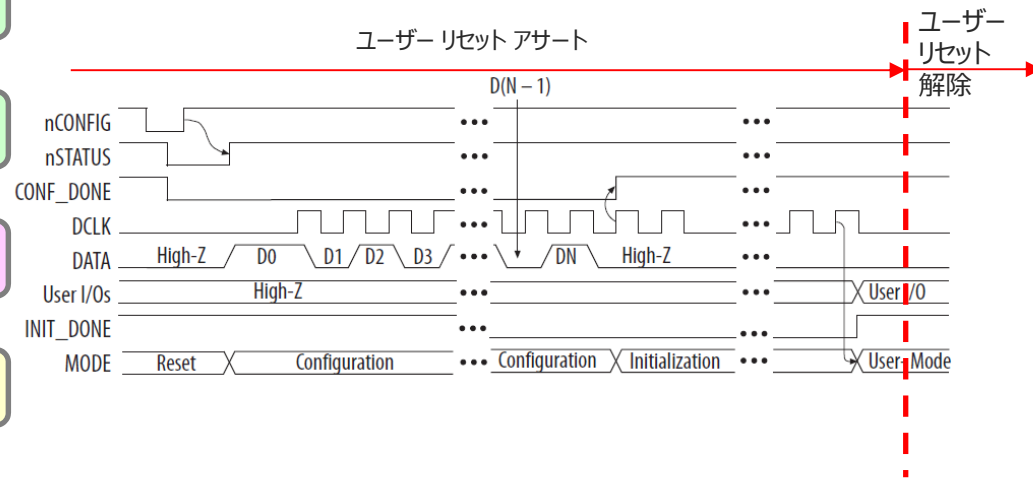 ユーザー リセット アサート
ユーザー
リセット
解除
D(N – 1)
nCONFIG
nSTATUS
CONF_DONE
DCLK
DATA High-Z D0 D1 D2 D3 DN High-Z
User I/Os High-Z User I/O
INIT_DONE
MODE Reset Configuration Configuration Initialization User-Mode